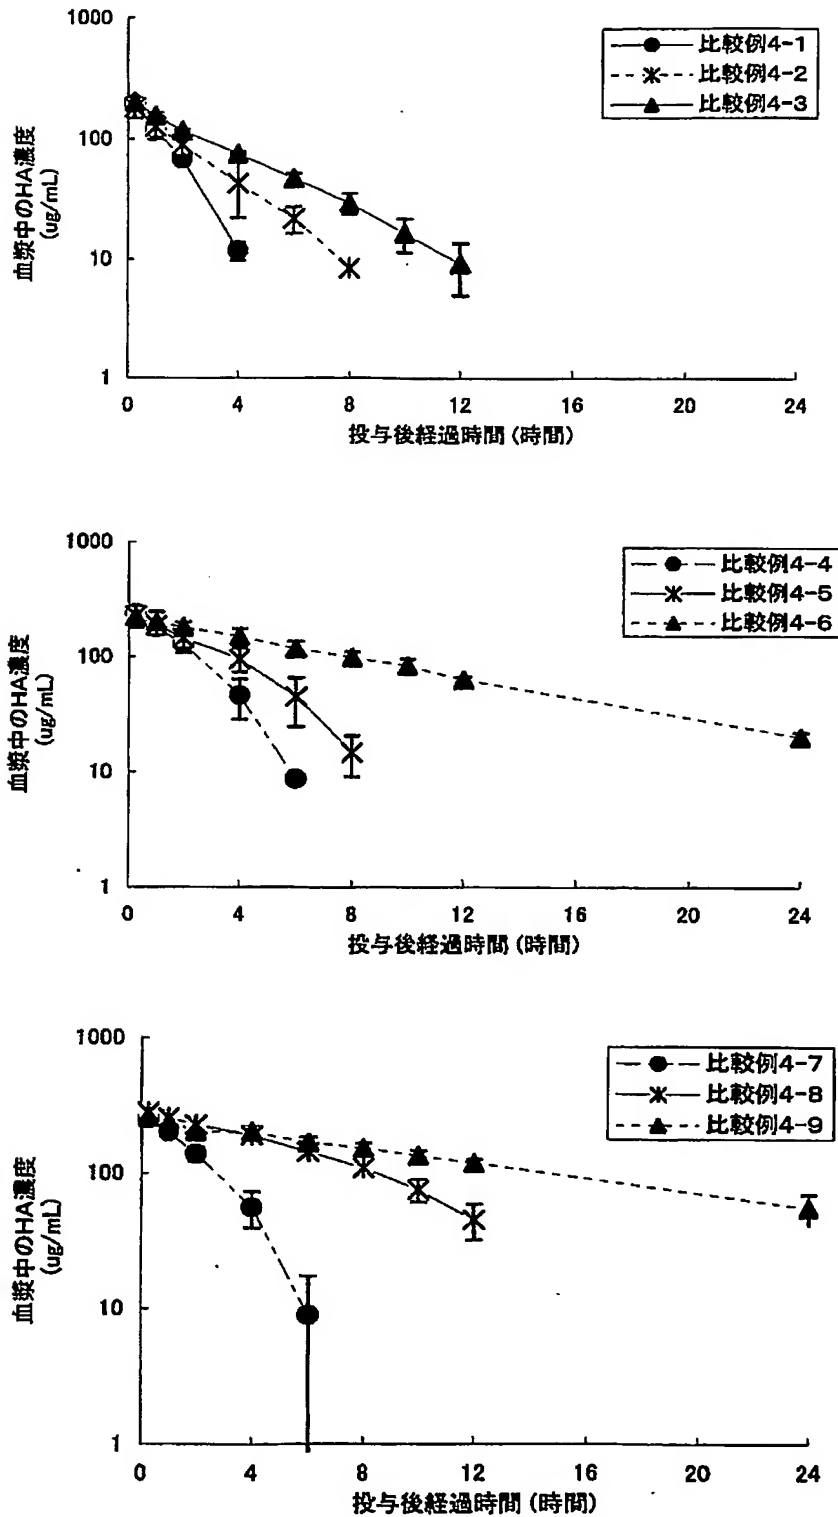 1000
100
10
1
血漿中のHA濃度
(ug/mL)
比較例4-1
比較例4-2
比較例4-3
0 4 8 12 16 20 24
投与後経過時間 (時間)
1000
100
10
1
血漿中のHA濃度
(ug/mL)
比較例4-4
比較例4-5
比較例4-6
0 4 8 12 16 20 24
投与後経過時間 (時間)
1000
100
10
1
血漿中のHA濃度
(ug/mL)
比較例4-7
比較例4-8
比較例4-9
0 4 8 12 16 20 24
投与後経過時間 (時間)